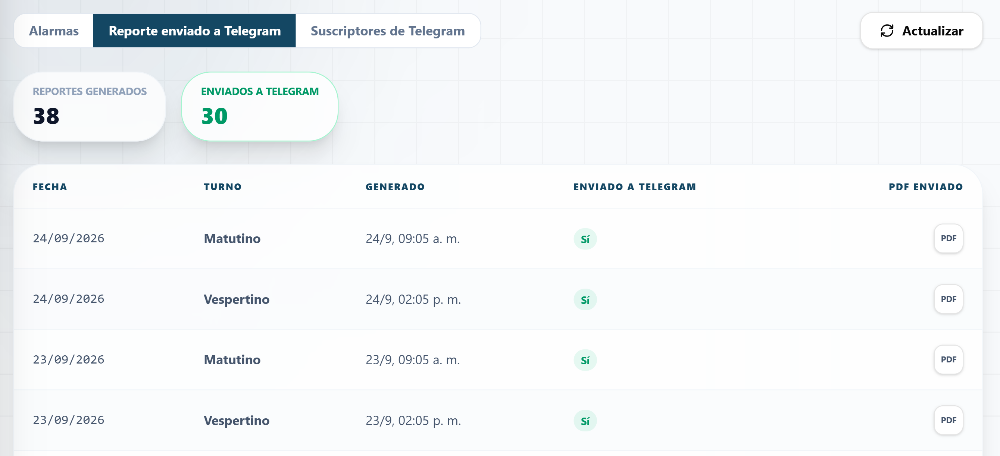 Alarmas Reporte enviado a Telegram Suscriptores de Telegram Actualizar
REPORTES GENERADOS ENVIADOS A TELEGRAM
38 30
FECHA TURNO GENERADO ENVIADO A TELEGRAM PDF ENVIADO
24/09/2026 Matutino 24/9, 09:05 a. m. Sí PDF
24/09/2026 Vespertino 24/9, 02:05 p. m. Sí PDF
23/09/2026 Matutino 23/9, 09:05 a. m. Sí PDF
23/09/2026 Vespertino 23/9, 02:05 p. m. Sí PDF